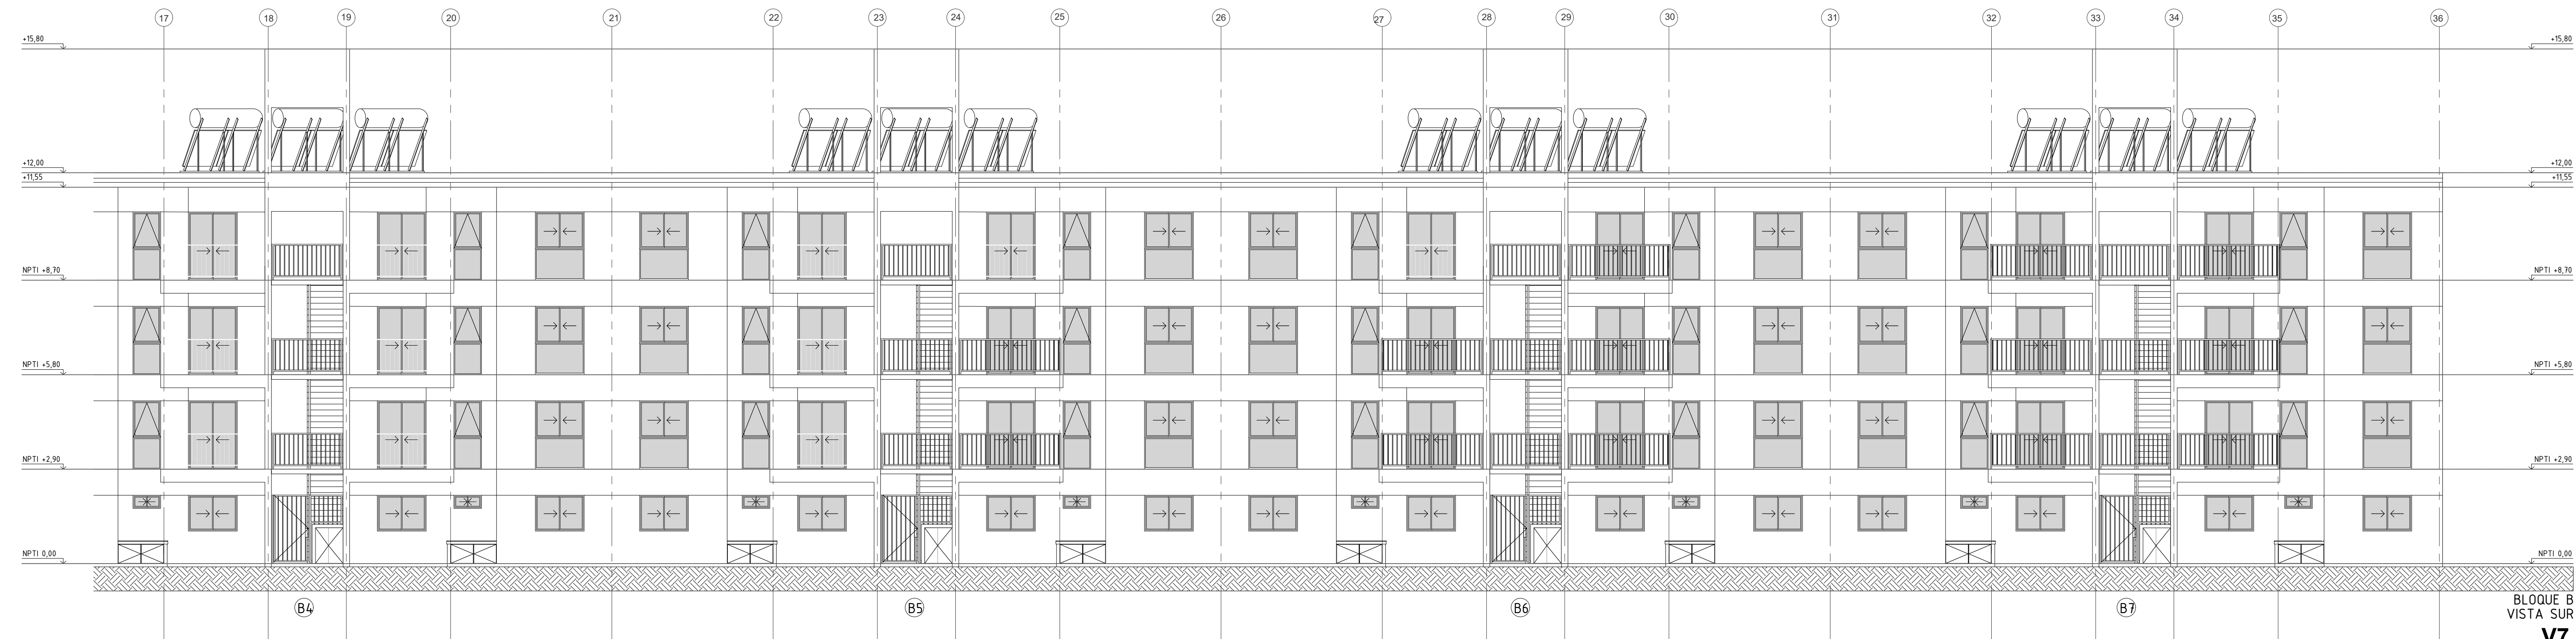 17 18 19 20 21 22 23 24 25 26 27 28 29 30 31 32 33 34 35 36
+15,80 +15,80
+12,00 +12,00
+11,55 +11,55
NPTI +8,70 NPTI +8,70
NPTI +5,80 NPTI +5,80
NPTI +2,90 NPTI +2,90
NPTI 0,00 NPTI 0,00
B4 B5 B6 B7
BLOQUE B
VISTA SUR
V7